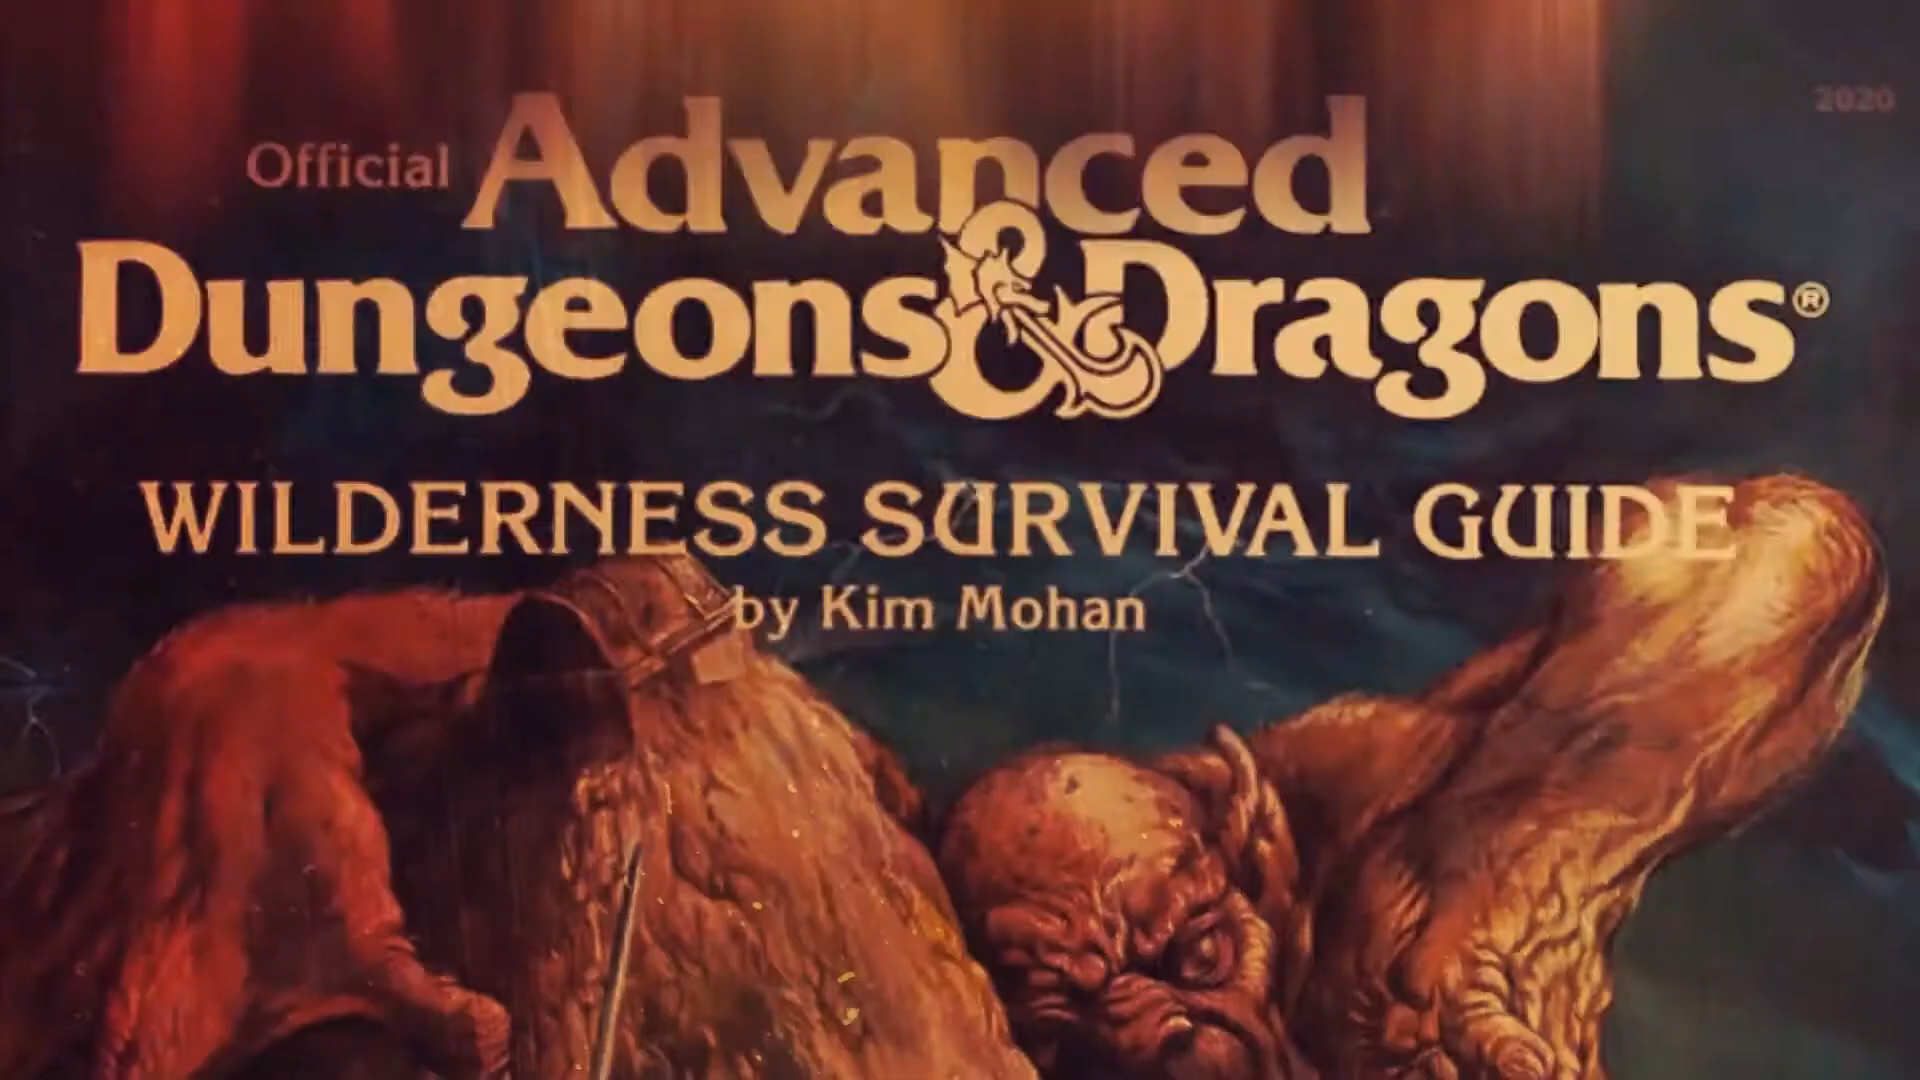 2020
Official Advanced
Dungeons & Dragons®
WILDERNESS SURVIVAL GUIDE
by Kim Mohan